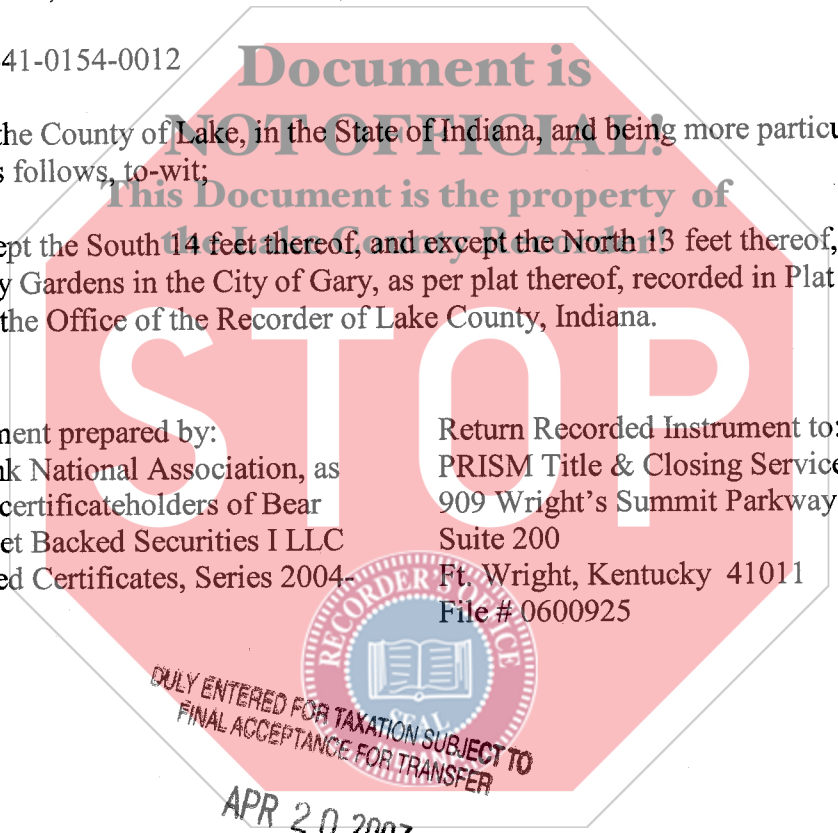 41-0154-0012
Document is
the County of Lake, in the State of Indiana, and being more particu
NOT OFFICIAL!
s follows, to-wit;
This Document is the property of
the Lake County Recorder!
ept the South 14 feet thereof, and except the North 13 feet thereof,
y Gardens in the City of Gary, as per plat thereof, recorded in Plat
the Office of the Recorder of Lake County, Indiana.
STOP
nent prepared by:
nk National Association, as
certificateholders of Bear
et Backed Securities I LLC
ed Certificates, Series 2004-
Return Recorded Instrument to:
PRISM Title & Closing Service
909 Wright's Summit Parkway
Suite 200
Ft. Wright, Kentucky 41011
File # 0600925
RECORDER'S OFFICE
SEAL
INDIANA
DULY ENTERED FOR TAXATION SUBJECT TO
FINAL ACCEPTANCE FOR TRANSFER
APR 20 2007